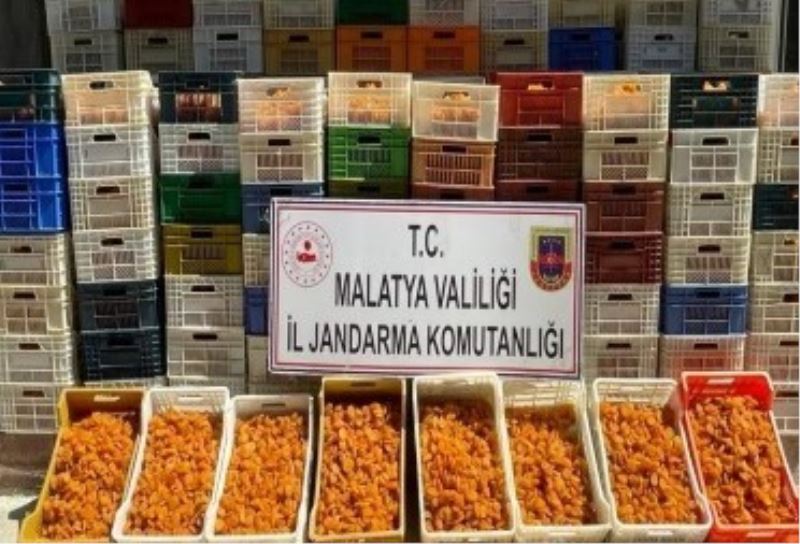 T.C.
MALATYA VALİLİĞİ
İL JANDARMA KOMUTANLIĞI